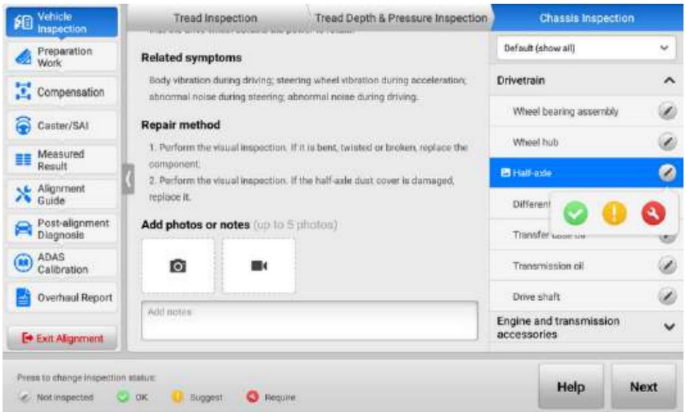 Vehicle
Inspection
Tread Inspection
Tread Depth & Pressure Inspection
Chassis Inspection
Preparation
Work
Compensation
Caster/SAI
Measured
Result
Alignment
Guide
Post-alignment
Diagnosis
ADAS
Calibration
Overhaul Report
Exit Alignment
Related symptoms
Body vibration during driving; steering wheel vibration during acceleration;
abnormal noise during steering; abnormal noise during driving.
Repair method
1. Perform the visual inspection. If it is bent, twisted or broken, replace the
component;
2. Perform the visual inspection. If the half-axle dust cover is damaged,
replace it.
Add photos or notes (up to 5 photos)
Add notes
Default (show all)
Drivetrain
Wheel bearing assembly
Wheel hub
Half-axle
Differen
Transfer case oil
Transmission oil
Drive shaft
Engine and transmission
accessories
Press to change inspection status:
Not inspected
OK
Suggest
Require
Help
Next